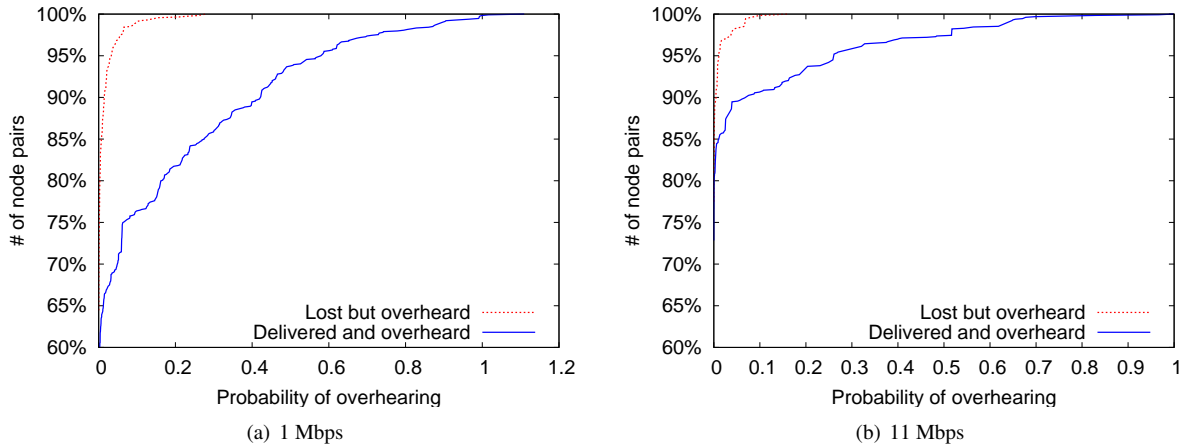 100%
95%
90%
85%
80%
75%
70%
65%
60%
# of node pairs
Lost but overheard
Delivered and overheard
0 0.2 0.4 0.6 0.8 1 1.2
Probability of overhearing
(a) 1 Mbps
100%
95%
90%
85%
80%
75%
70%
65%
60%
# of node pairs
Lost but overheard
Delivered and overheard
0 0.1 0.2 0.3 0.4 0.5 0.6 0.7 0.8 0.9 1
Probability of overhearing
(b) 11 Mbps